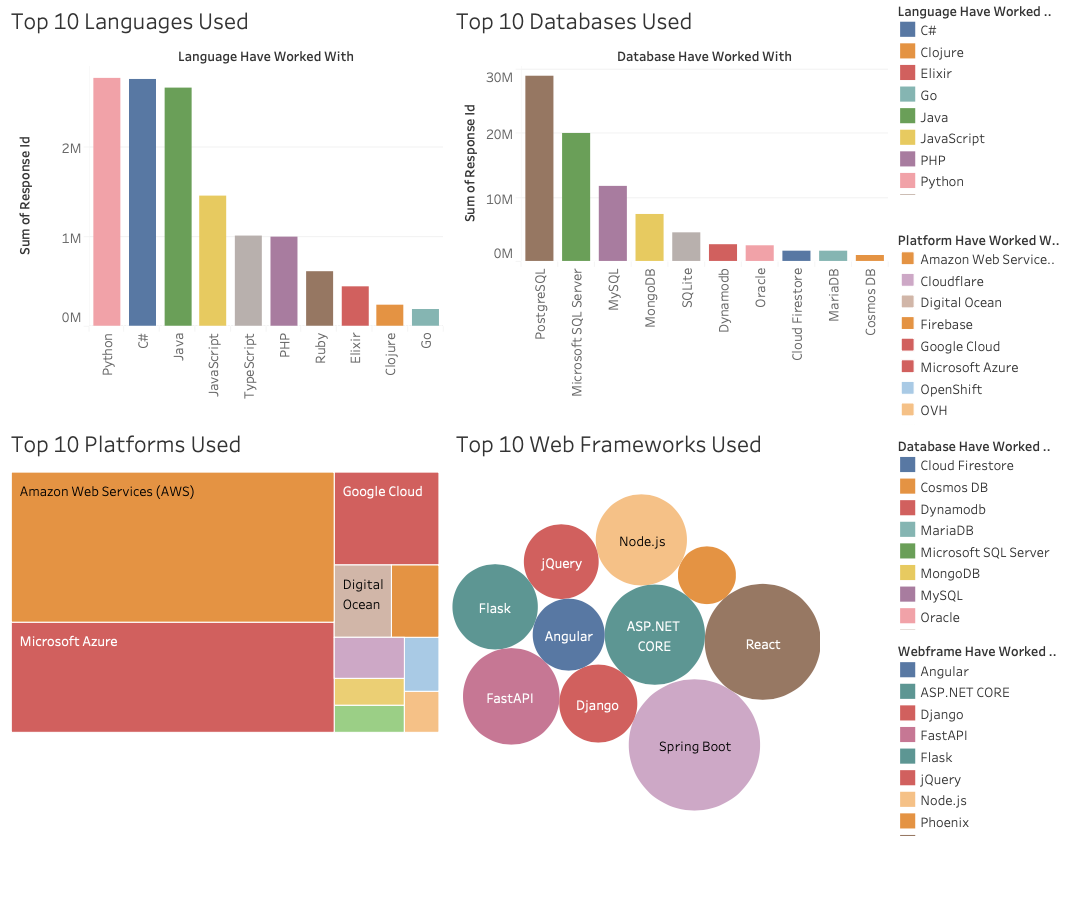 Top 10 Languages Used
Language Have Worked With
Sum of Response Id
2M
1M
0M
Python
C#
Java
JavaScript
TypeScript
PHP
Ruby
Elixir
Clojure
Go
Top 10 Databases Used
Database Have Worked With
Sum of Response Id
30M
20M
10M
0M
PostgreSQL
Microsoft SQL Server
MySQL
MongoDB
SQLite
Dynamodb
Oracle
Cloud Firestore
MariaDB
Cosmos DB
Top 10 Platforms Used
Amazon Web Services (AWS)
Microsoft Azure
Google Cloud
Digital
Ocean
Top 10 Web Frameworks Used
Node.js
jQuery
Flask
Angular
ASP.NET
CORE
React
FastAPI
Django
Spring Boot
Language Have Worked ..
C#
Clojure
Elixir
Go
Java
JavaScript
PHP
Python
Platform Have Worked W..
Amazon Web Service..
Cloudflare
Digital Ocean
Firebase
Google Cloud
Microsoft Azure
OpenShift
OVH
Database Have Worked ..
Cloud Firestore
Cosmos DB
Dynamodb
MariaDB
Microsoft SQL Server
MongoDB
MySQL
Oracle
Webframe Have Worked ..
Angular
ASP.NET CORE
Django
FastAPI
Flask
jQuery
Node.js
Phoenix